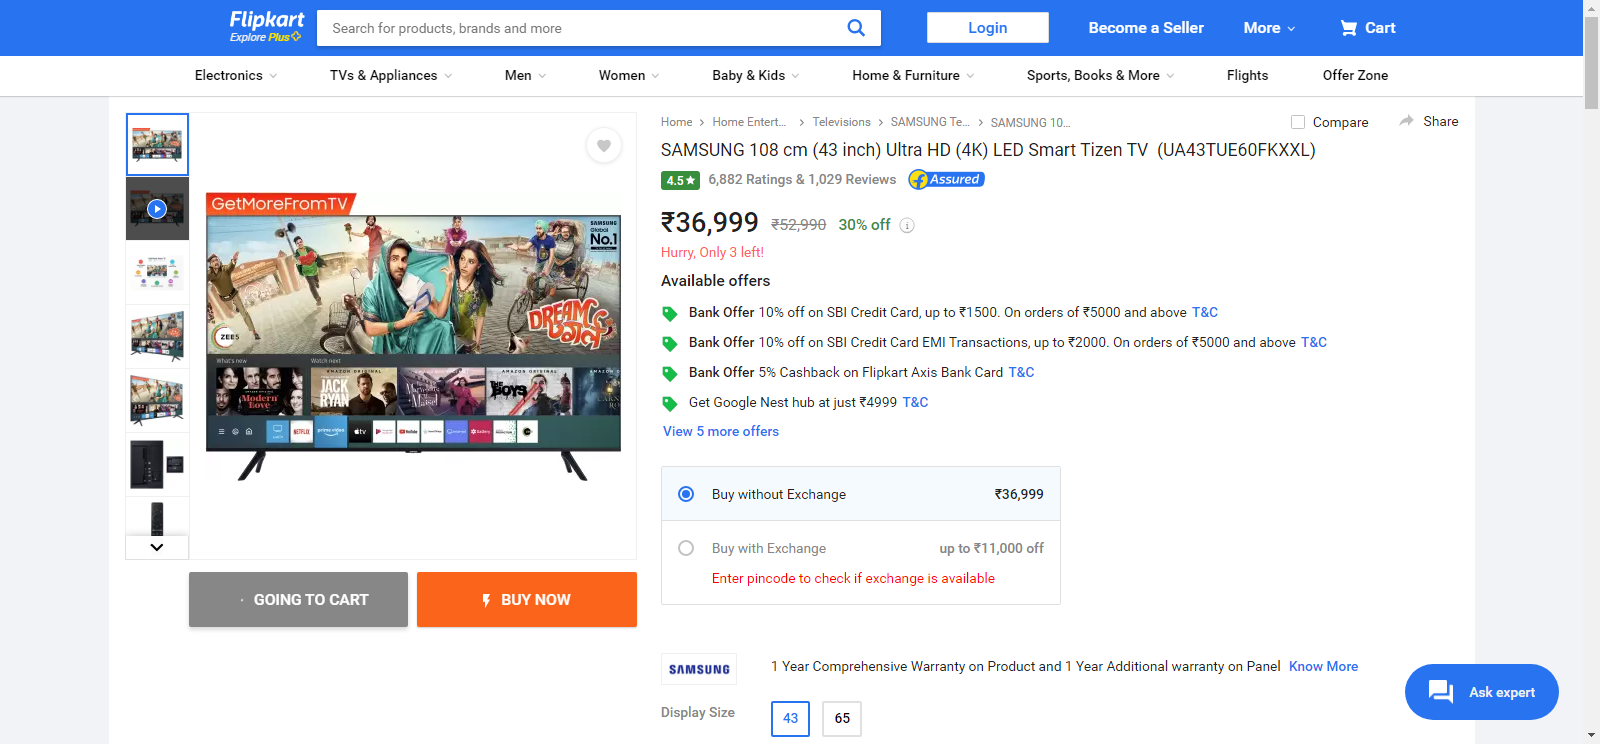 Flipkart
Explore Plus
Search for products, brands and more
Login
Become a Seller
More
Cart
Electronics
TVs & Appliances
Men
Women
Baby & Kids
Home & Furniture
Sports, Books & More
Flights
Offer Zone
Home
Home Entert...
Televisions
SAMSUNG Te...
SAMSUNG 10...
Compare
Share
SAMSUNG 108 cm (43 inch) Ultra HD (4K) LED Smart Tizen TV (UA43TUE60FKXXL)
4.5★ 6,882 Ratings & 1,029 Reviews Assured
₹36,999 ₹52,990 30% off
Hurry, Only 3 left!
Available offers
Bank Offer 10% off on SBI Credit Card, up to ₹1500. On orders of ₹5000 and above T&C
Bank Offer 10% off on SBI Credit Card EMI Transactions, up to ₹2000. On orders of ₹5000 and above T&C
Bank Offer 5% Cashback on Flipkart Axis Bank Card T&C
Get Google Nest hub at just ₹4999 T&C
View 5 more offers
Buy without Exchange ₹36,999
Buy with Exchange up to ₹11,000 off
Enter pincode to check if exchange is available
GetMoreFromTV
SAMSUNG
Global
No.1
DREAM
ZEE5
What's new
Watch next
Modern
Love
AMAZON ORIGINAL
JACK
RYAN
AMAZON ORIGINAL
Maisel
AMAZON ORIGINAL
THE BOYS
NETFLIX
prime video
tv
YouTube
Gallery
GOING TO CART
BUY NOW
SAMSUNG
1 Year Comprehensive Warranty on Product and 1 Year Additional warranty on Panel Know More
Display Size
43
65
Ask expert